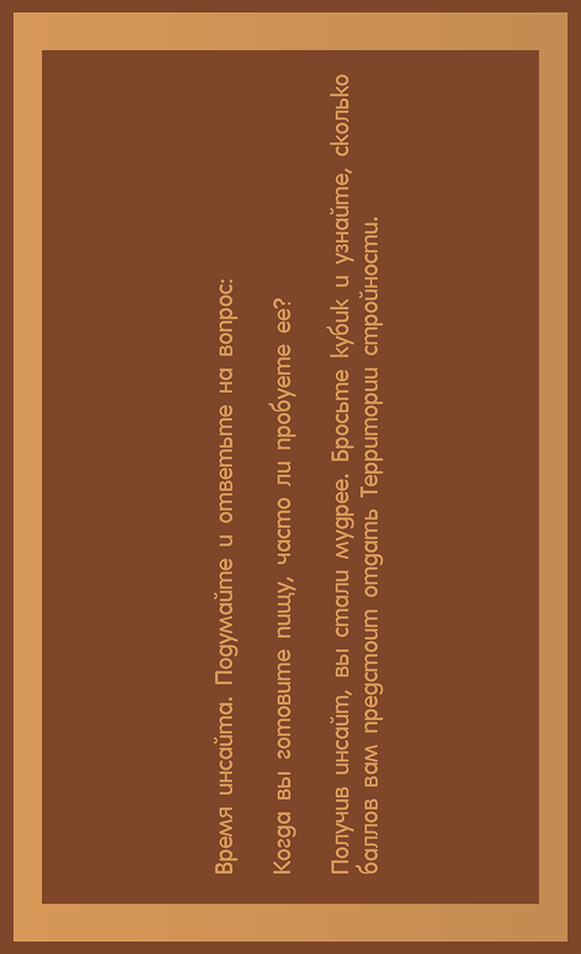 Время инсайта. Подумайте и ответьте на вопрос:
Когда вы готовите пищу, часто ли пробуете ее?
Получив инсайт, вы стали мудрее. Бросьте кубик и узнайте, сколько
баллов вам предстоит отдать Территории стройности.